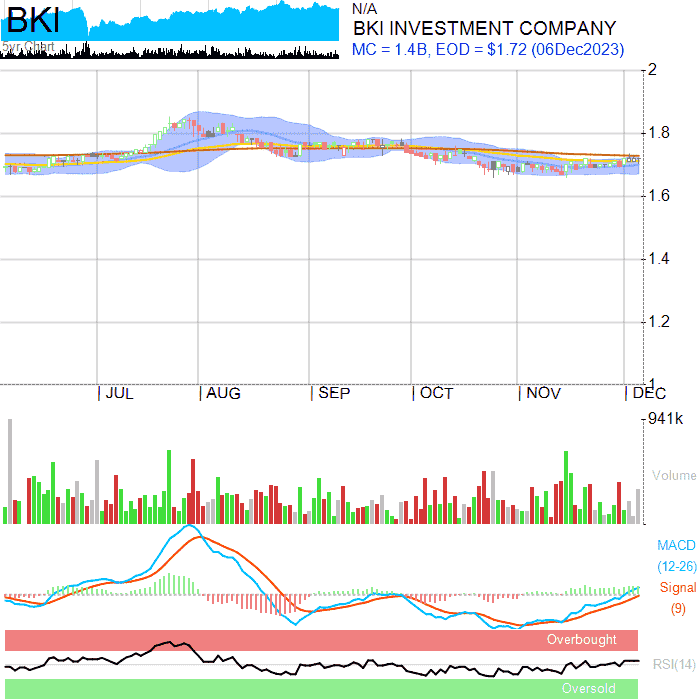 BKI
5yr Chart
N/A
BKI INVESTMENT COMPANY
MC = 1.4B, EOD = $1.72 (06Dec2023)
2
1.8
1.6
1.4
1.2
1
JUL AUG SEP OCT NOV DEC
941k
Volume
MACD
(12-26)
Signal
(9)
Overbought
RSI(14)
Oversold